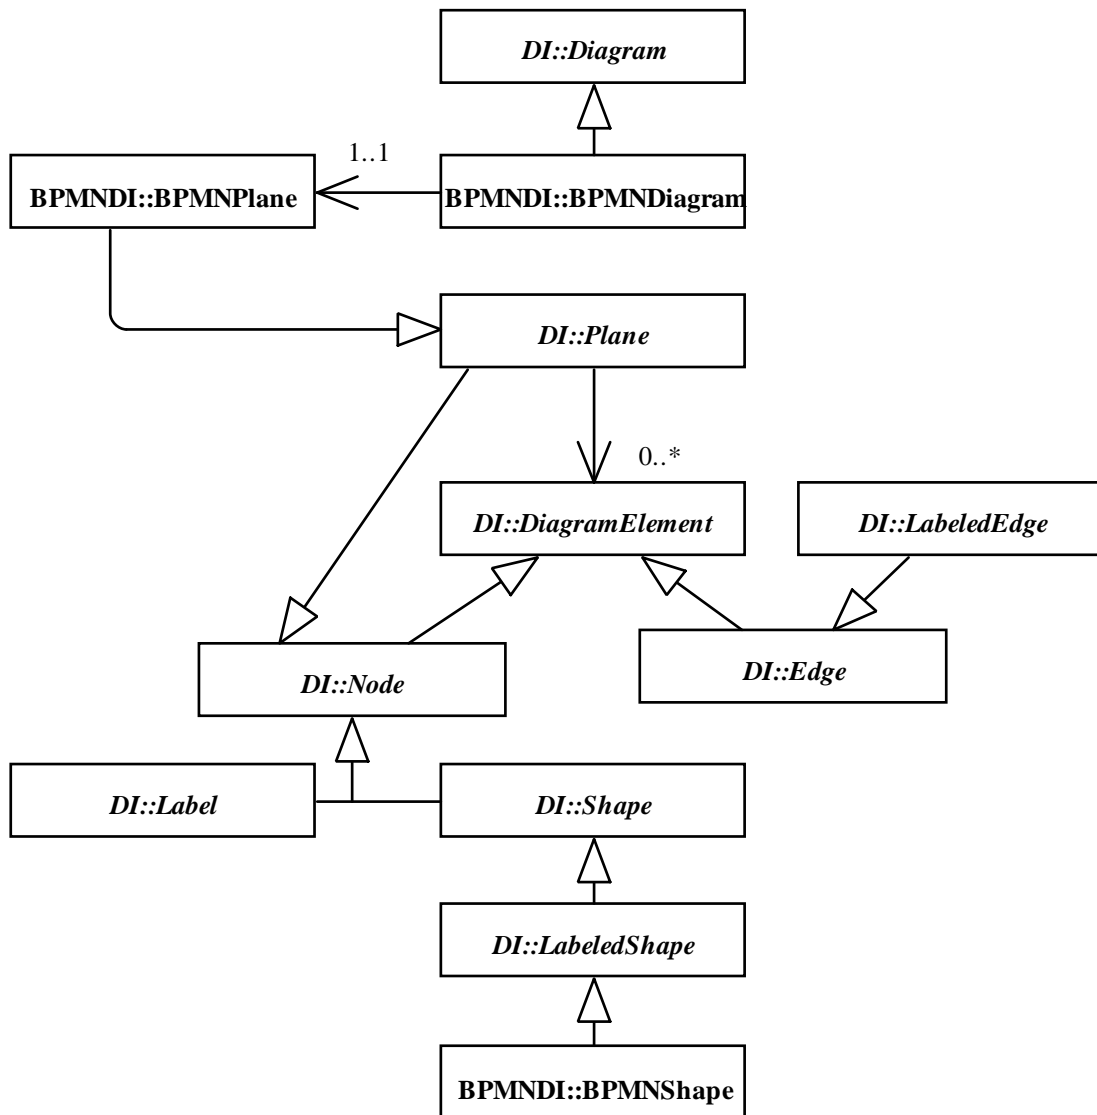 DI::Diagram
1..1
BPMNDI::BPMNPlane
BPMNDI::BPMNDiagram
DI::Plane
0..*
DI::DiagramElement
DI::LabeledEdge
DI::Node
DI::Edge
DI::Label
DI::Shape
DI::LabeledShape
BPMNDI::BPMNShape